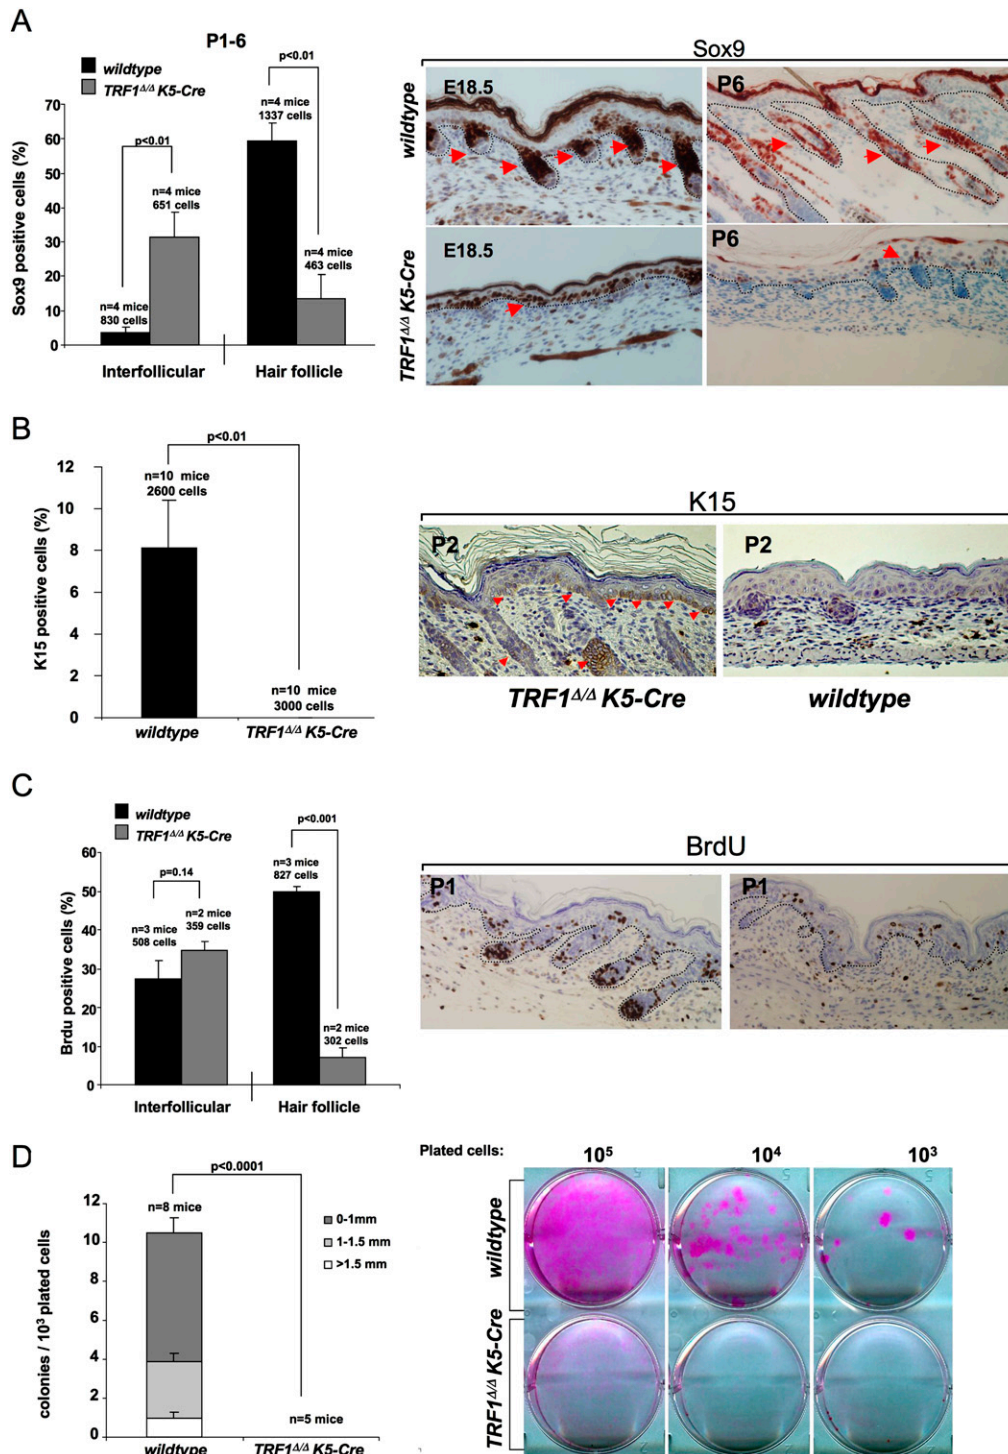 A
P1-6
wildtype
TRF1Δ/Δ K5-Cre
p<0.01
n=4 mice
1337 cells
p<0.01
n=4 mice
651 cells
n=4 mice
463 cells
n=4 mice
830 cells
Sox9 positive cells (%)
70
60
50
40
30
20
10
0
Interfollicular
Hair follicle
Sox9
wildtype
E18.5
P6
TRF1Δ/Δ K5-Cre
E18.5
P6
B
p<0.01
n=10 mice
2600 cells
n=10 mice
3000 cells
K15 positive cells (%)
12
10
8
6
4
2
0
wildtype
TRF1Δ/Δ K5-Cre
K15
P2
P2
TRF1Δ/Δ K5-Cre
wildtype
C
wildtype
TRF1Δ/Δ K5-Cre
p<0.001
n=3 mice
827 cells
p=0.14
n=2 mice
359 cells
n=3 mice
508 cells
n=2 mice
302 cells
Brdu positive cells (%)
60
50
40
30
20
10
0
Interfollicular
Hair follicle
BrdU
P1
P1
D
p<0.0001
n=8 mice
0-1mm
1-1.5 mm
>1.5 mm
n=5 mice
colonies / 10³ plated cells
12
10
8
6
4
2
0
wildtype
TRF1Δ/Δ K5-Cre
Plated cells:
10⁵
10⁴
10³
wildtype
TRF1Δ/Δ K5-Cre